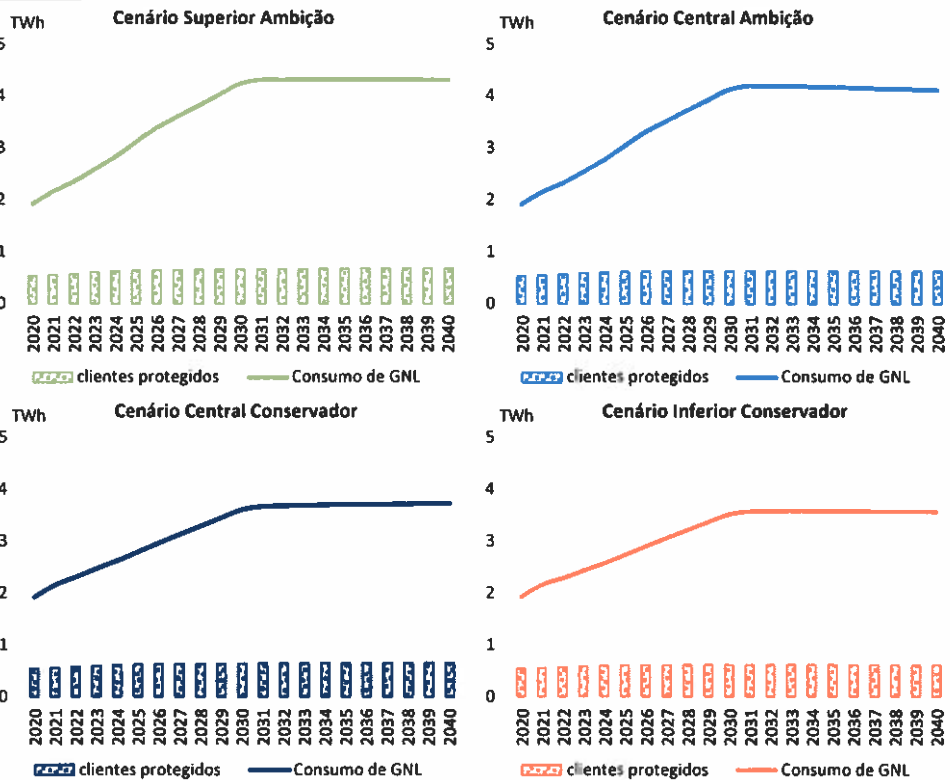 TWh Cenário Superior Ambição
5
4
3
2
1
0
2020 2021 2022 2023 2024 2025 2026 2027 2028 2029 2030 2031 2032 2033 2034 2035 2036 2037 2038 2039 2040
clientes protegidos Consumo de GNL
TWh Cenário Central Ambição
5
4
3
2
1
0
2020 2021 2022 2023 2024 2025 2026 2027 2028 2029 2030 2031 2032 2033 2034 2035 2036 2037 2038 2039 2040
clientes protegidos Consumo de GNL
TWh Cenário Central Conservador
5
4
3
2
1
0
2020 2021 2022 2023 2024 2025 2026 2027 2028 2029 2030 2031 2032 2033 2034 2035 2036 2037 2038 2039 2040
clientes protegidos Consumo de GNL
TWh Cenário Inferior Conservador
5
4
3
2
1
0
2020 2021 2022 2023 2024 2025 2026 2027 2028 2029 2030 2031 2032 2033 2034 2035 2036 2037 2038 2039 2040
clientes protegidos Consumo de GNL